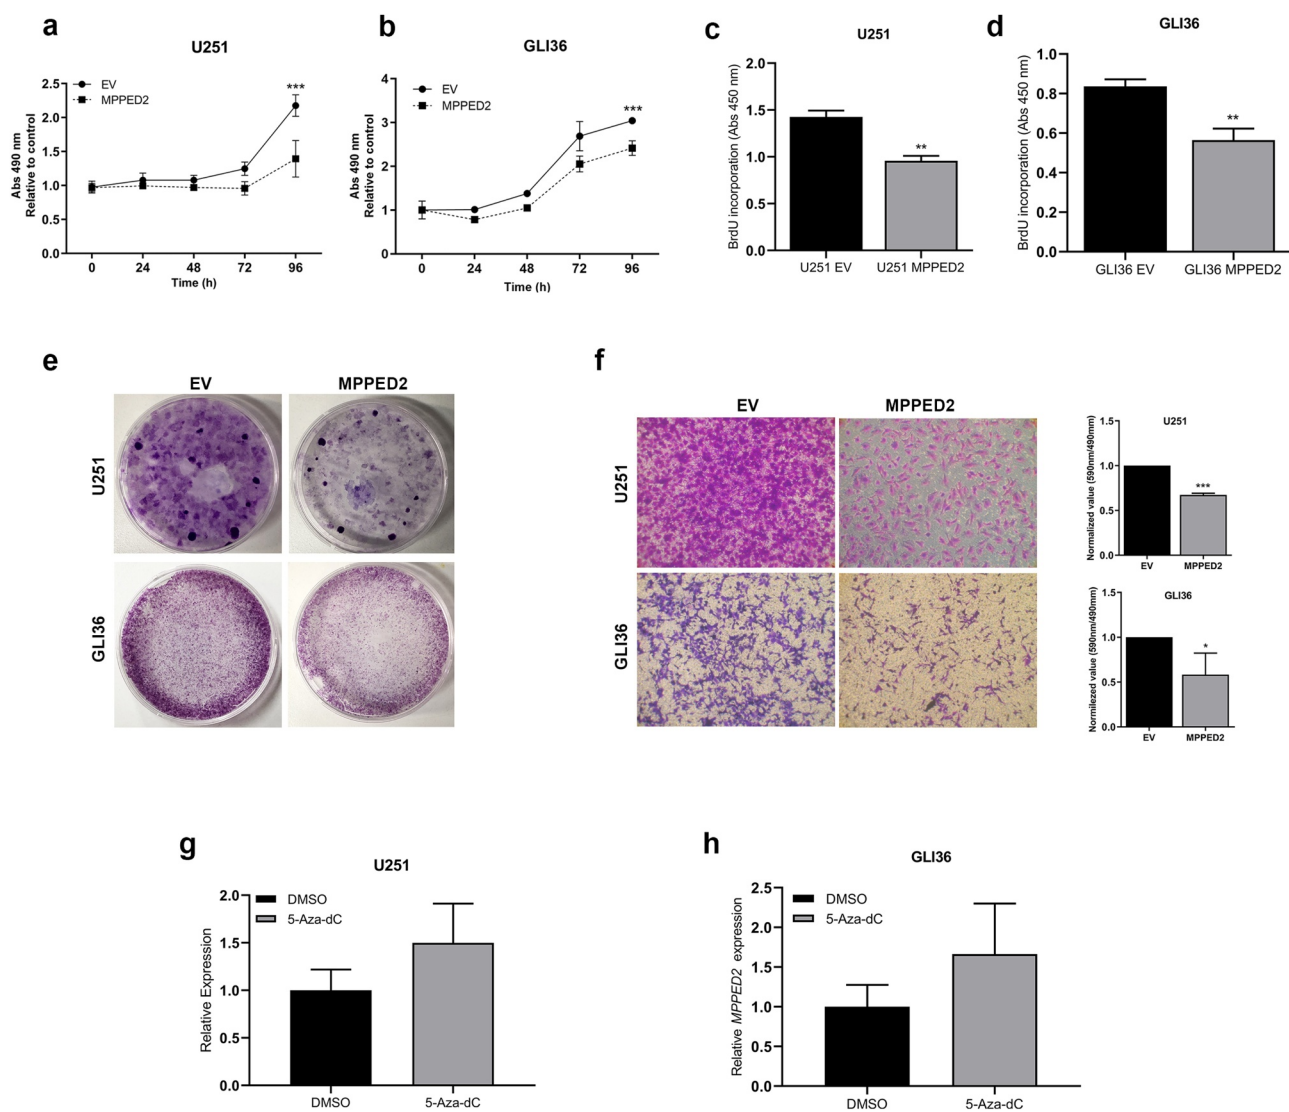 a
U251
EV
MPPED2
***
Abs 490 nm
Relative to control
2.5
2.0
1.5
1.0
0.5
0.0
0 24 48 72 96
Time (h)
b
GLI36
EV
MPPED2
***
Abs 490 nm
Relative to control
4
3
2
1
0
0 24 48 72 96
Time (h)
c
U251
BrdU incorporation (Abs 450 nm)
2.0
1.5
1.0
0.5
0.0
**
U251 EV U251 MPPED2
d
GLI36
BrdU incorporation (Abs 450 nm)
1.0
0.8
0.6
0.4
0.2
0.0
**
GLI36 EV GLI36 MPPED2
e
EV MPPED2
U251
GLI36
f
EV MPPED2
U251
GLI36
U251
Normalized value (590nm/490mm)
1.5
1.0
0.5
0.0
***
EV MPPED2
GLI36
Normilezed value (590nm/490mm)
1.5
1.0
0.5
0.0
*
EV MPPED2
g
U251
DMSO
5-Aza-dC
Relative Expression
2.0
1.5
1.0
0.5
0.0
DMSO 5-Aza-dC
h
GLI36
DMSO
5-Aza-dC
Relative MPPED2 expression
2.5
2.0
1.5
1.0
0.5
0.0
DMSO 5-Aza-dC